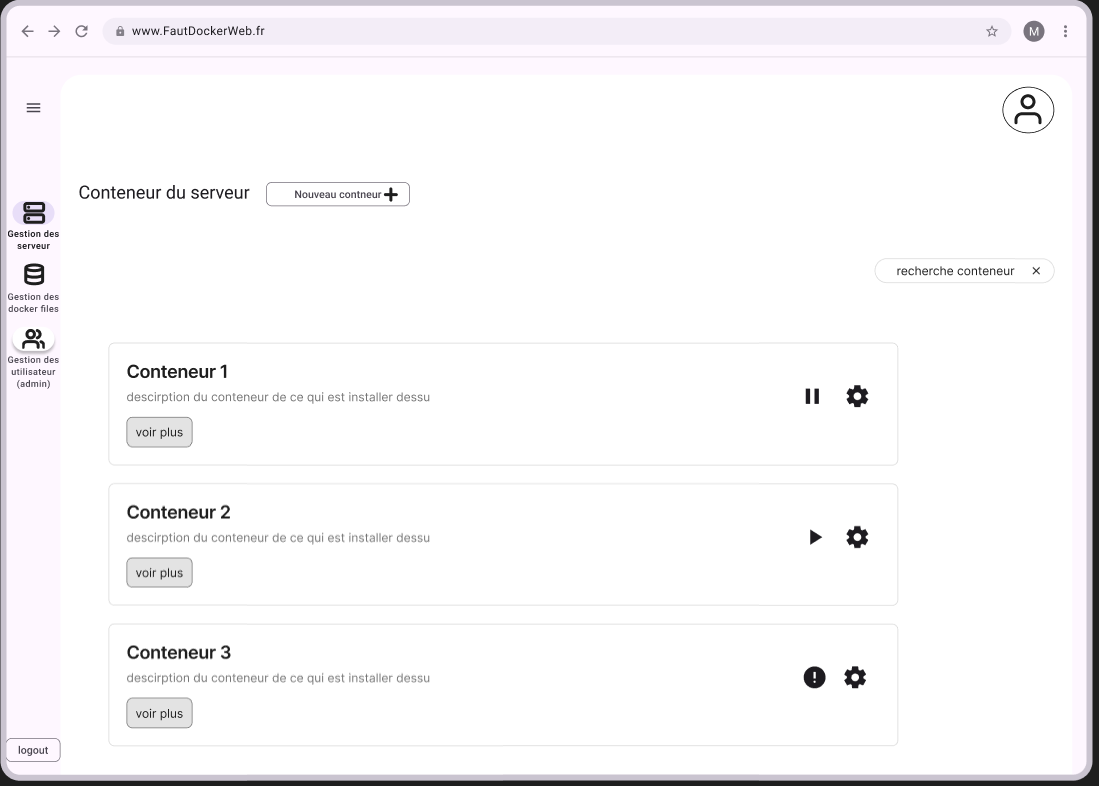 www.FautDockerWeb.fr
M
Conteneur du serveur
Nouveau contneur
Gestion des
serveur
Gestion des
docker files
Gestion des
utilisateur
(admin)
recherche conteneur
Conteneur 1
descirption du conteneur de ce qui est installer dessu
voir plus
Conteneur 2
descirption du conteneur de ce qui est installer dessu
voir plus
Conteneur 3
descirption du conteneur de ce qui est installer dessu
voir plus
logout